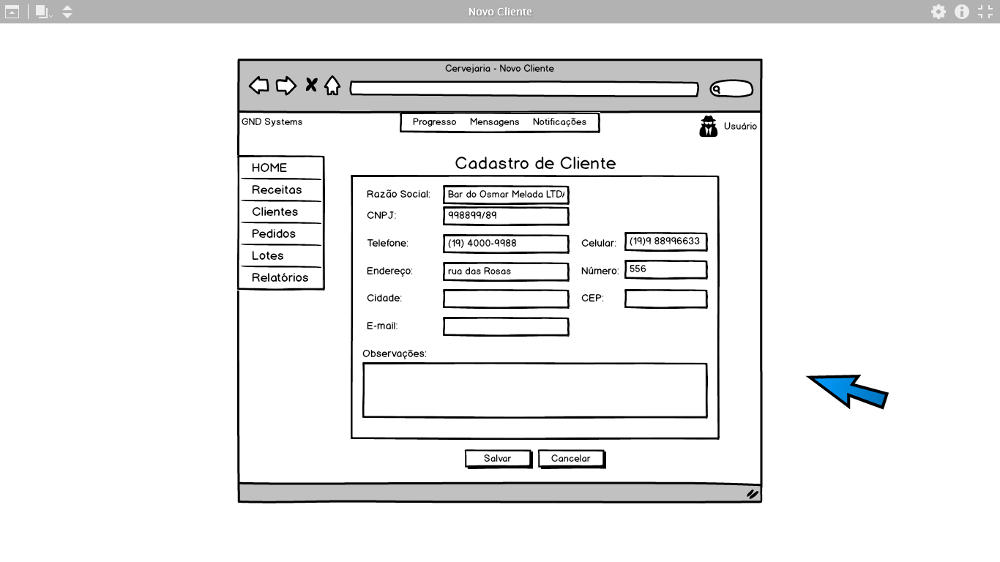 Novo Cliente
Cervejaria - Novo Cliente
GND Systems
Progresso Mensagens Notificações
Usuário
HOME
Receitas
Clientes
Pedidos
Lotes
Relatórios
Cadastro de Cliente
Razão Social: Bar do Osmar Melada LTDA
CNPJ: 998899/89
Telefone: (19) 4000-9988 Celular: (19)9 88996633
Endereço: rua das Rosas Número: 556
Cidade: CEP:
E-mail:
Observações:
Salvar Cancelar